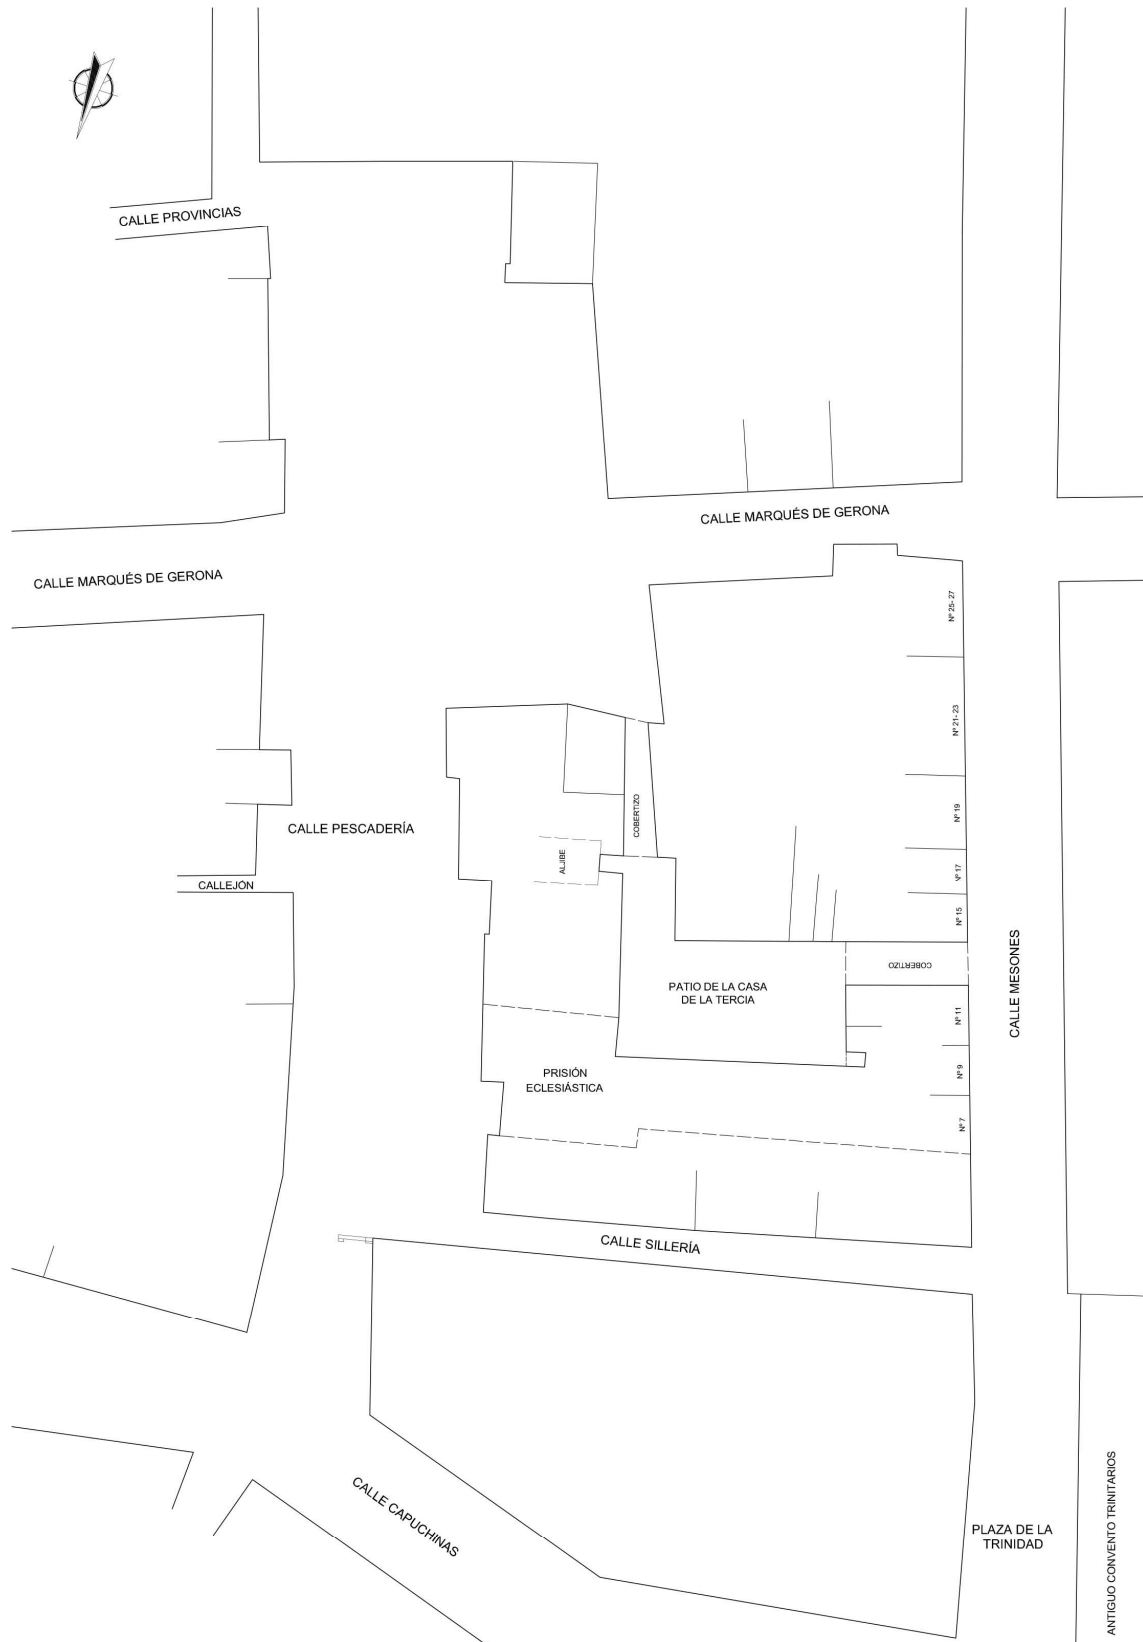 CALLE PROVINCIAS
CALLE MARQUÉS DE GERONA
CALLE MARQUÉS DE GERONA
Nº 25- 27
Nº 21- 23
COBERTIZO
Nº 19
CALLE PESCADERÍA
ALJIBE
Nº 17
CALLEJÓN
Nº 15
COBERTIZO
CALLE MESONES
PATIO DE LA CASA
DE LA TERCIA
Nº 11
PRISIÓN
ECLESIÁSTICA
Nº 9
Nº 7
CALLE SILLERÍA
CALLE CAPUCHINAS
PLAZA DE LA
TRINIDAD
ANTIGUO CONVENTO TRINITARIOS